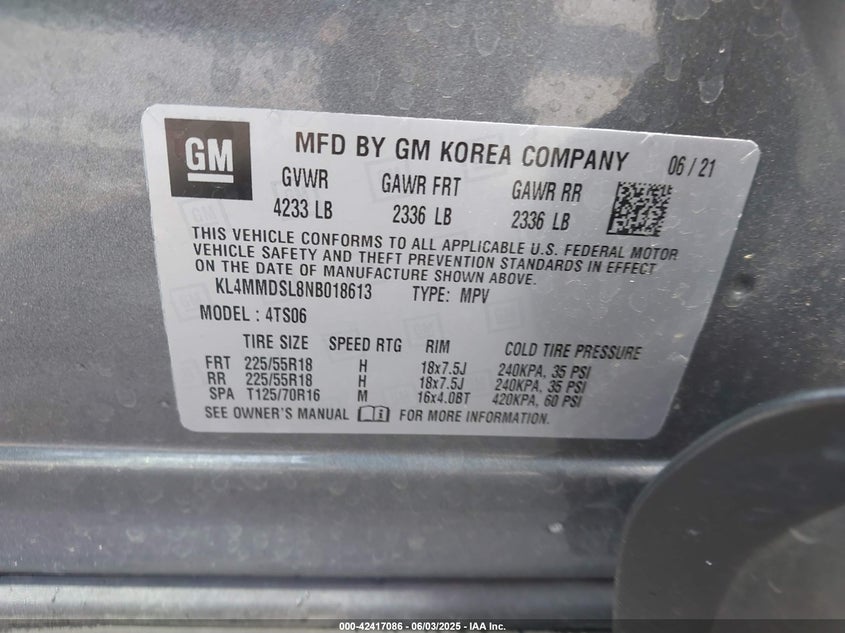 GM
MFD BY GM KOREA COMPANY 06 / 21
GVWR GAWR FRT GAWR RR
4233 LB 2336 LB 2336 LB
THIS VEHICLE CONFORMS TO ALL APPLICABLE U.S. FEDERAL MOTOR
VEHICLE SAFETY AND THEFT PREVENTION STANDARDS IN EFFECT
ON THE DATE OF MANUFACTURE SHOWN ABOVE.
KL4MMDSL8NB018613 TYPE: MPV
MODEL : 4TS06
TIRE SIZE SPEED RTG RIM COLD TIRE PRESSURE
FRT 225/55R18 H 18x7.5J 240KPA, 35 PSI
RR 225/55R18 H 18x7.5J 240KPA, 35 PSI
SPA T125/70R16 M 16x4.0BT 420KPA, 60 PSI
SEE OWNER'S MANUAL FOR MORE INFORMATION.
000-42417086 - 06/03/2025 - IAA Inc.